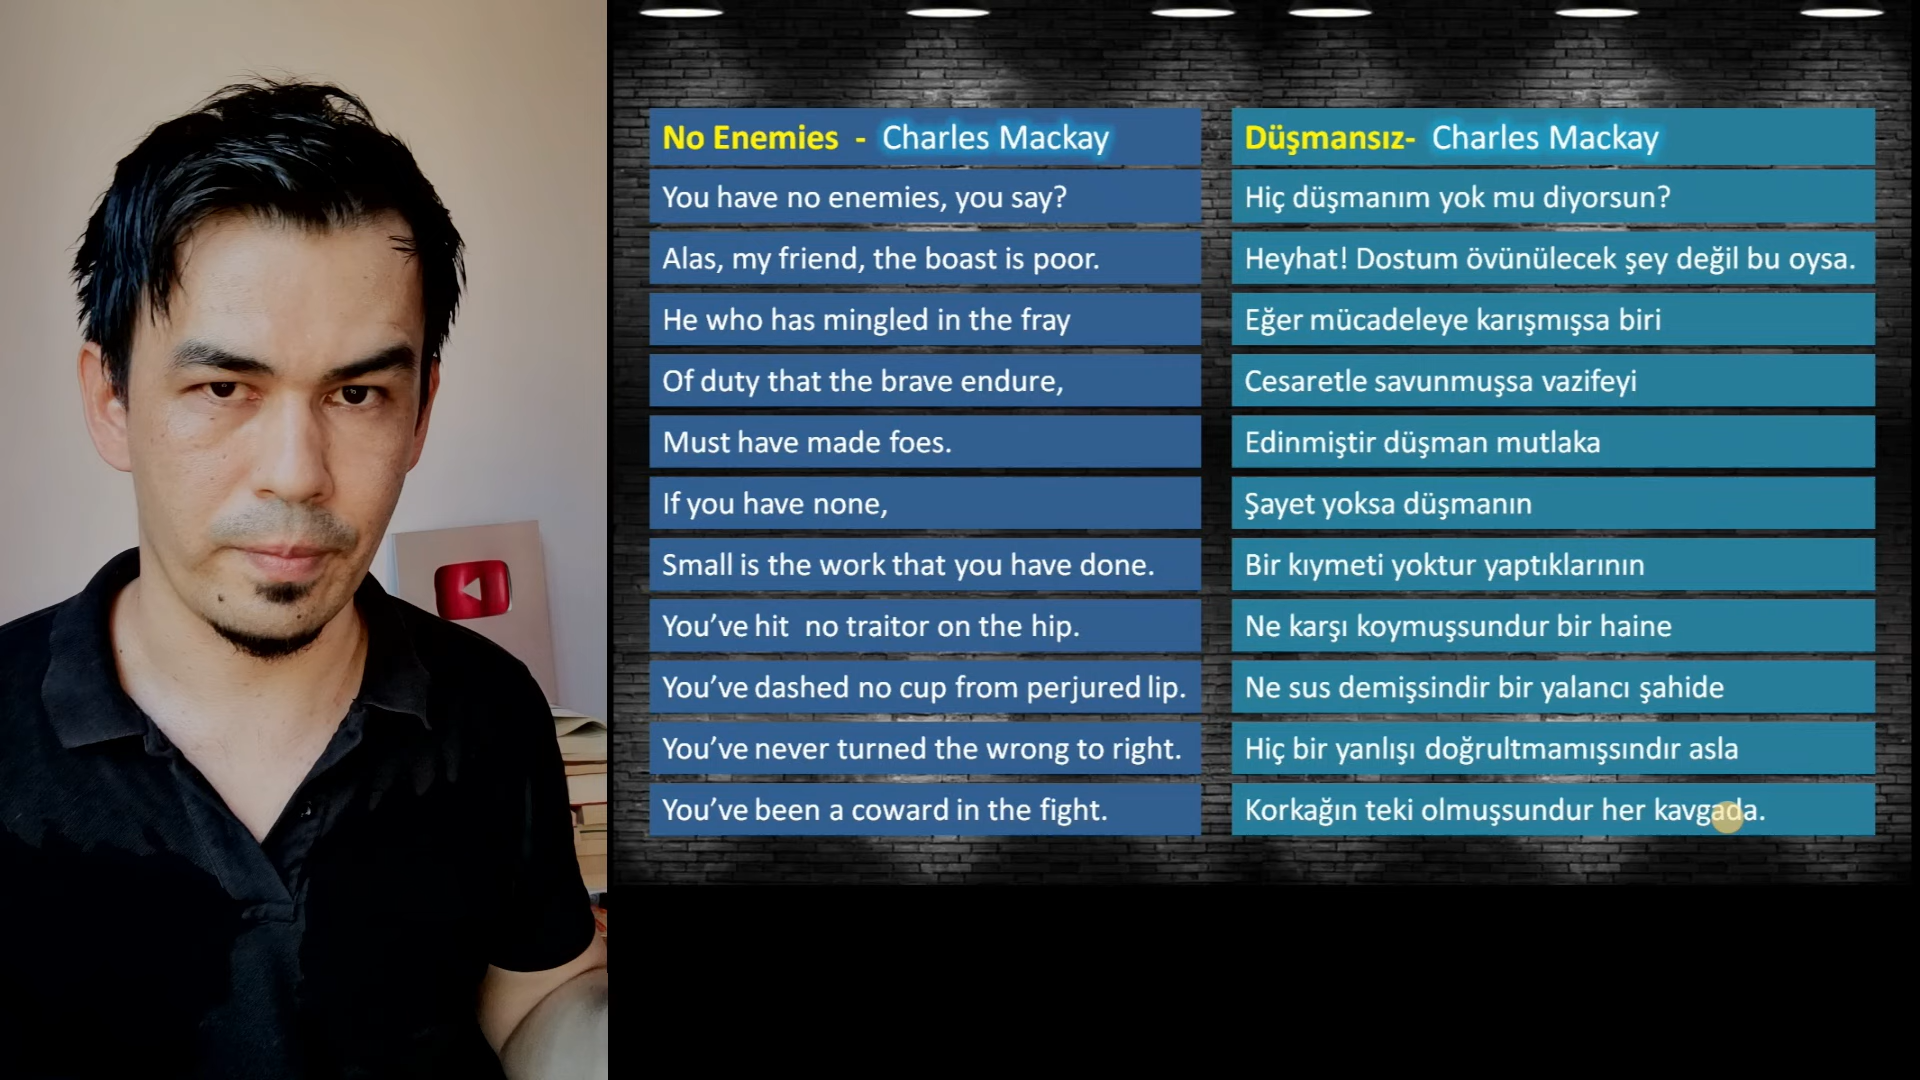 No Enemies - Charles Mackay
You have no enemies, you say?
Alas, my friend, the boast is poor.
He who has mingled in the fray
Of duty that the brave endure,
Must have made foes.
If you have none,
Small is the work that you have done.
You’ve hit  no traitor on the hip.
You’ve dashed no cup from perjured lip.
You’ve never turned the wrong to right.
You’ve been a coward in the fight.
Düşmansız- Charles Mackay
Hiç düşmanım yok mu diyorsun?
Heyhat! Dostum övünülecek şey değil bu oysa.
Eğer mücadeleye karışmışsa biri
Cesaretle savunmuşsa vazifeyi
Edinmiştir düşman mutlaka
Şayet yoksa düşmanın
Bir kıymeti yoktur yaptıklarının
Ne karşı koymuşsundur bir haine
Ne sus demişsindir bir yalancı şahide
Hiç bir yanlışı doğrultmamışsındır asla
Korkağın teki olmuşsundur her kavgada.